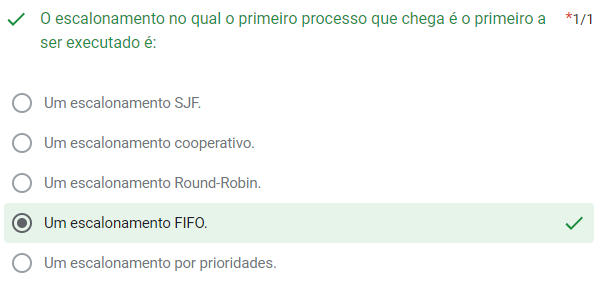 O escalonamento no qual o primeiro processo que chega é o primeiro a *1/1
ser executado é:
Um escalonamento SJF.
Um escalonamento cooperativo.
Um escalonamento Round-Robin.
Um escalonamento FIFO.
Um escalonamento por prioridades.